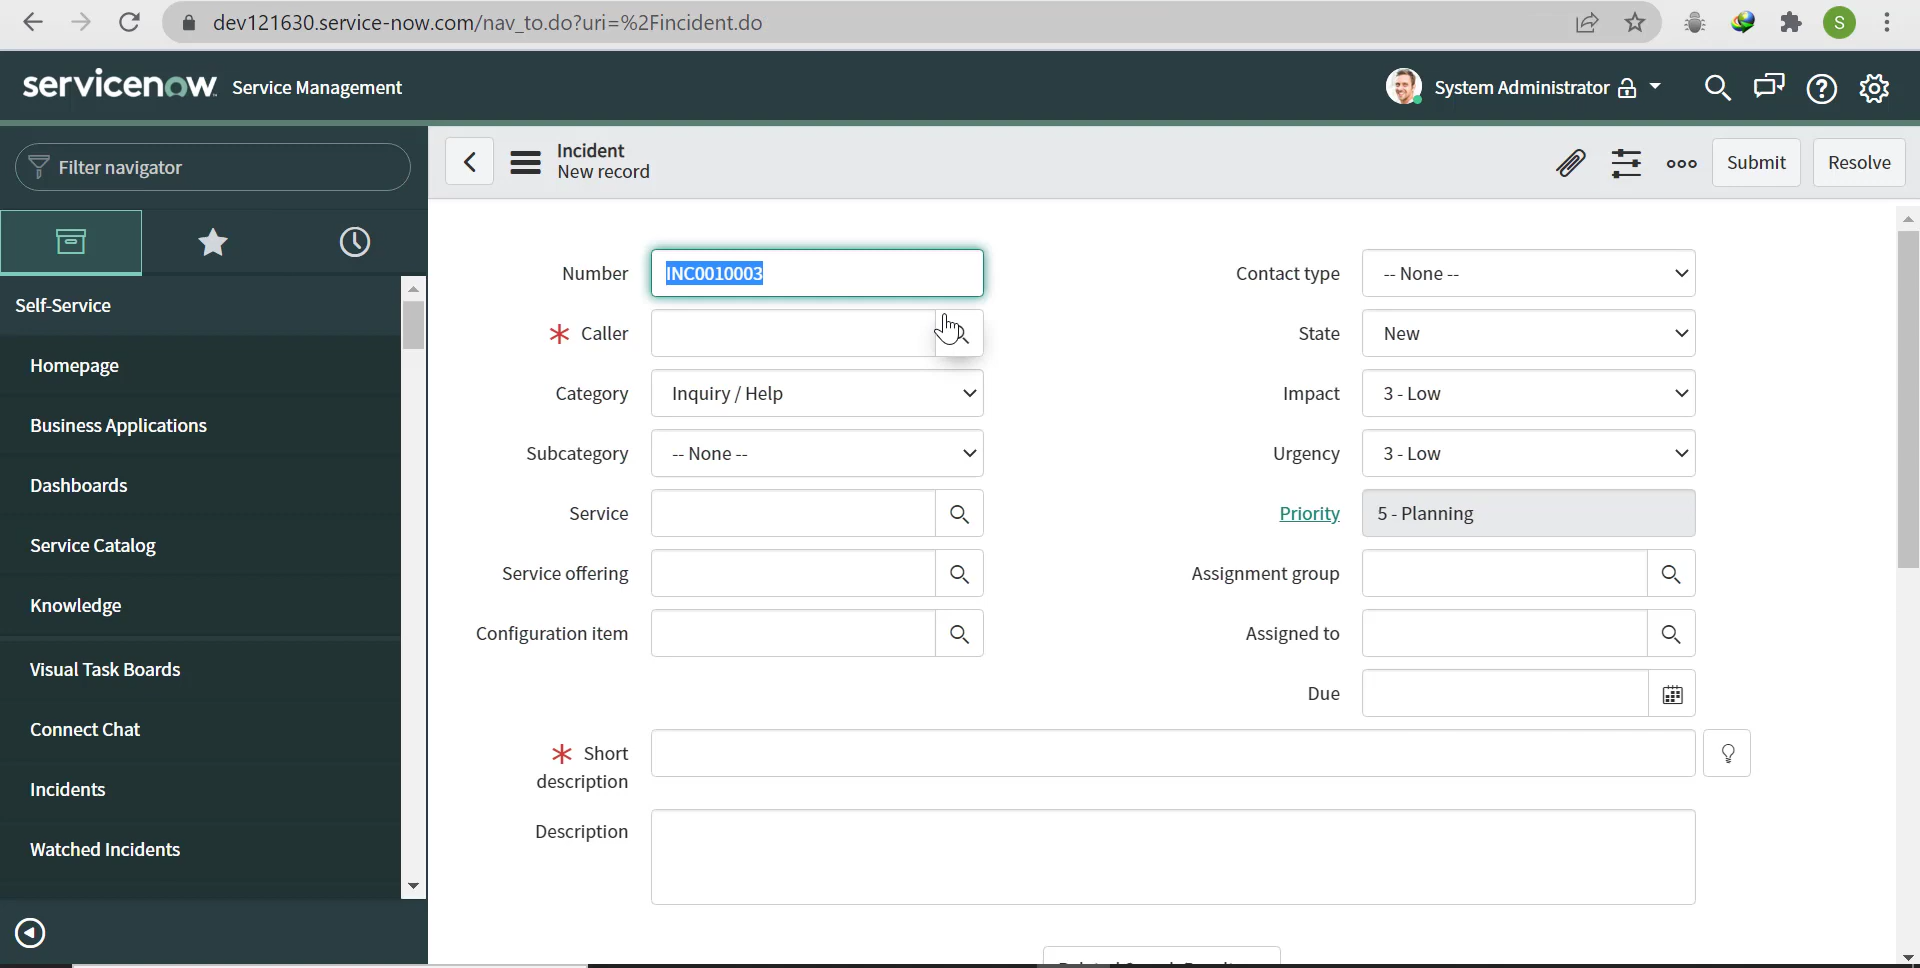 dev121630.service-now.com/nav_to.do?uri=%2Fincident.do
S
servicenow Service Management
System Administrator
Filter navigator
Incident
New record
Submit
Resolve
Self-Service
Homepage
Business Applications
Dashboards
Service Catalog
Knowledge
Visual Task Boards
Connect Chat
Incidents
Watched Incidents
Number INC0010003
* Caller
Category Inquiry / Help
Subcategory -- None --
Service
Service offering
Configuration item
Contact type -- None --
State New
Impact 3 - Low
Urgency 3 - Low
Priority 5 - Planning
Assignment group
Assigned to
Due
* Short
description
Description